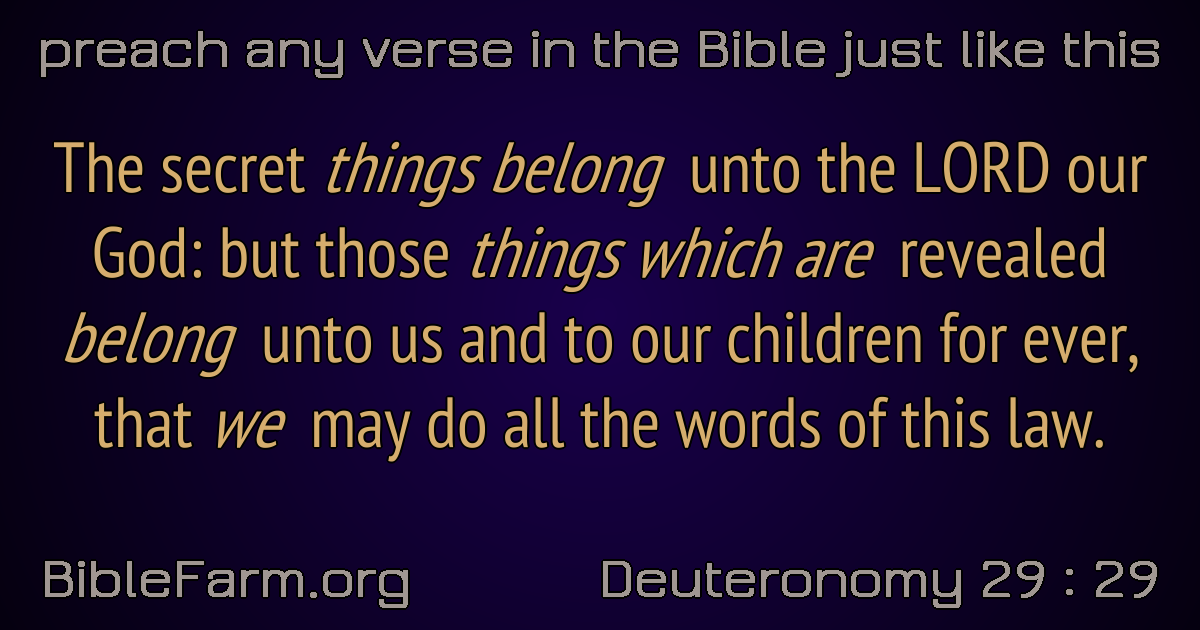 preach any verse in the Bible just like this
The secret things belong unto the LORD our
God: but those things which are revealed
belong unto us and to our children for ever,
that we may do all the words of this law.
BibleFarm.org
Deuteronomy 29 : 29